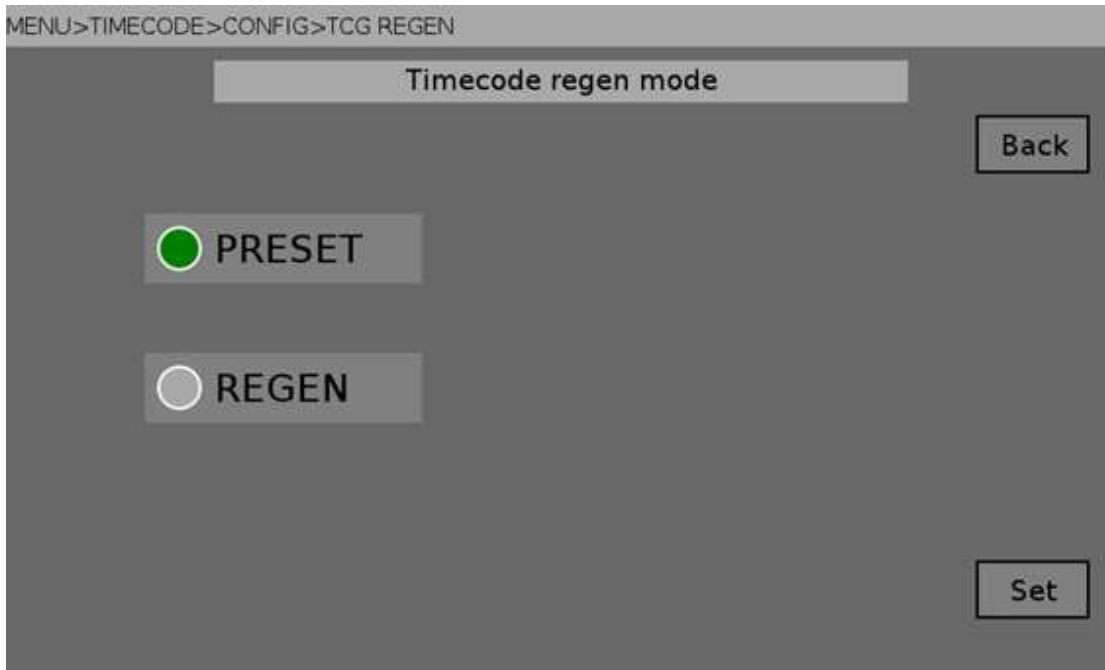 MENU>TIMECODE>CONFIG>TCG REGEN
Timecode regen mode
Back
PRESET
REGEN
Set